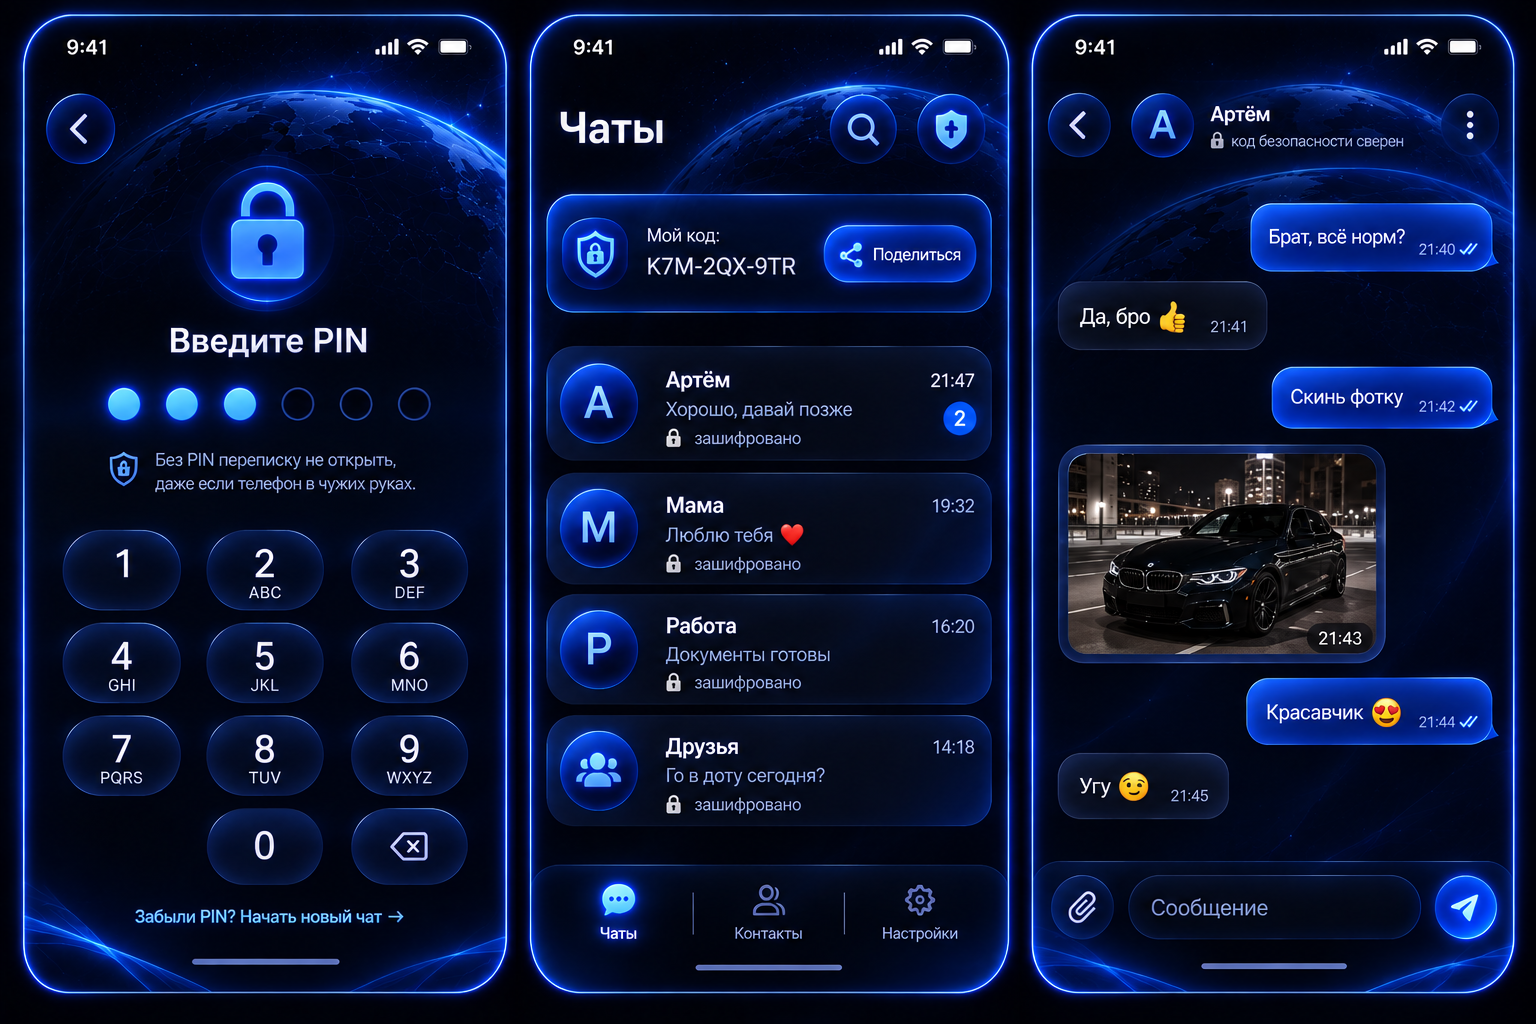 9:41
Введите PIN
Без PIN переписку не открыть,
даже если телефон в чужих руках.
1
2
ABC
3
DEF
4
GHI
5
JKL
6
MNO
7
PQRS
8
TUV
9
WXYZ
0
Забыли PIN? Начать новый чат →
9:41
Чаты
Мой код:
K7M-2QX-9TR
Поделиться
А
Артём
21:47
Хорошо, давай позже
2
зашифровано
М
Мама
19:32
Люблю тебя ❤️
зашифровано
Р
Работа
16:20
Документы готовы
зашифровано
Друзья
14:18
Го в доту сегодня?
зашифровано
Чаты
Контакты
Настройки
9:41
А
Артём
код безопасности сверен
Брат, всё норм? 21:40
Да, бро 👍 21:41
Скинь фотку 21:42
21:43
Красавчик 😍 21:44
Угу 😉 21:45
Сообщение